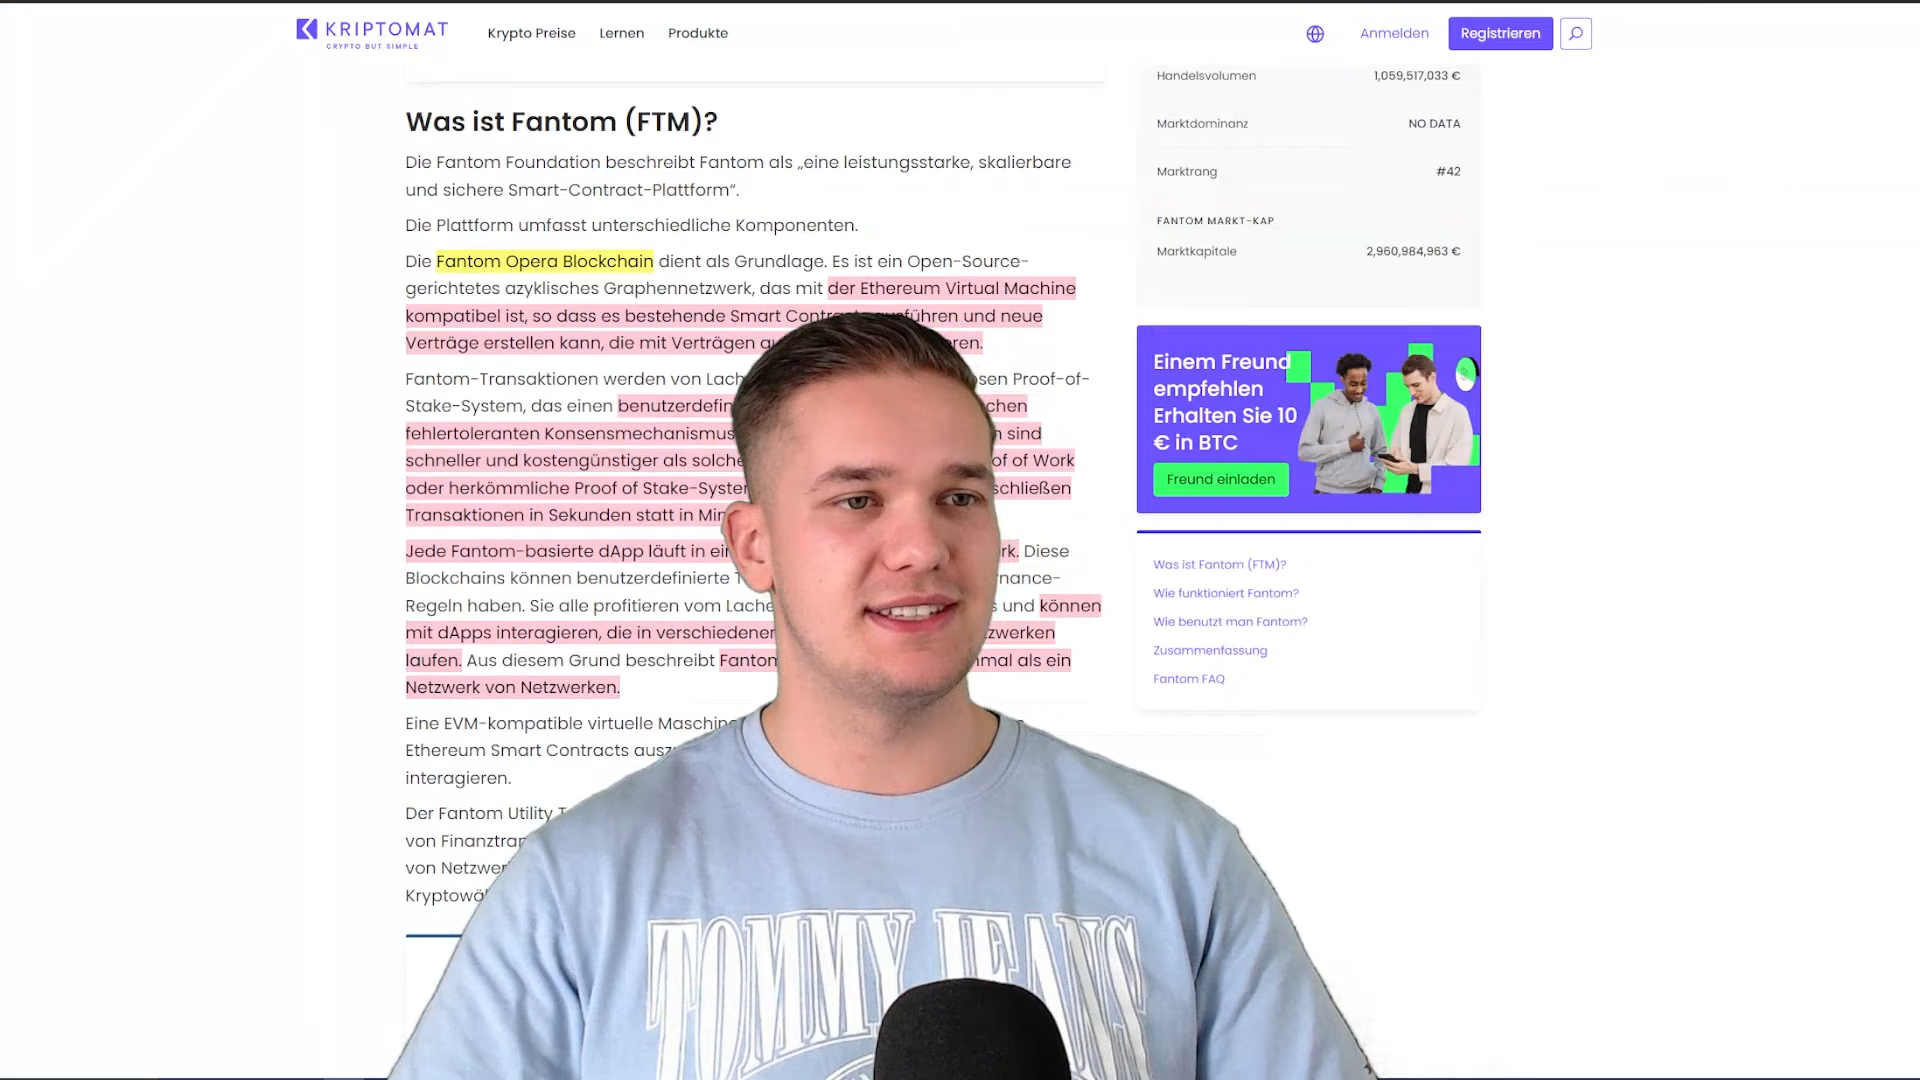 KRIPTOMAT
CRYPTO BUT SIMPLE
Krypto Preise
Lernen
Produkte
Anmelden
Registrieren
Was ist Fantom (FTM)?
Die Fantom Foundation beschreibt Fantom als „eine leistungsstarke, skalierbare
und sichere Smart-Contract-Plattform“.
Die Plattform umfasst unterschiedliche Komponenten.
Die Fantom Opera Blockchain dient als Grundlage. Es ist ein Open-Source-
gerichtetes azyklisches Graphennetzwerk, das mit der Ethereum Virtual Machine
kompatibel ist, so dass es bestehende Smart führen und neue
Verträge erstellen kann, die mit Verträgen
Fantom-Transaktionen werden von Proof-of-
Stake-System, das einen
fehlertoleranten Konsensmechanismus sind
schneller und kostengünstiger als of Work
oder herkömmliche Proof of schließen
Transaktionen in Sekunden statt in
Jede Fantom-basierte dApp läuft in Diese
Blockchains können benutzerdefinierte
Regeln haben. Sie alle profitieren vom und können
mit dApps interagieren, die in
laufen. Aus diesem Grund beschreibt als ein
Netzwerk von Netzwerken.
Eine EVM-kompatible virtuelle
Ethereum Smart Contracts
interagieren.
Der Fantom Utility
von
von
TOMMY JEANS
Handelsvolumen 1,059,517,033 €
Marktdominanz NO DATA
Marktrang #42
FANTOM MARKT-KAP
Marktkapitale 2,960,984,963 €
Einem Freund
empfehlen
Erhalten Sie 10
€ in BTC
Freund einladen
Was ist Fantom (FTM)?
Wie funktioniert Fantom?
Wie benutzt man Fantom?
Zusammenfassung
Fantom FAQ